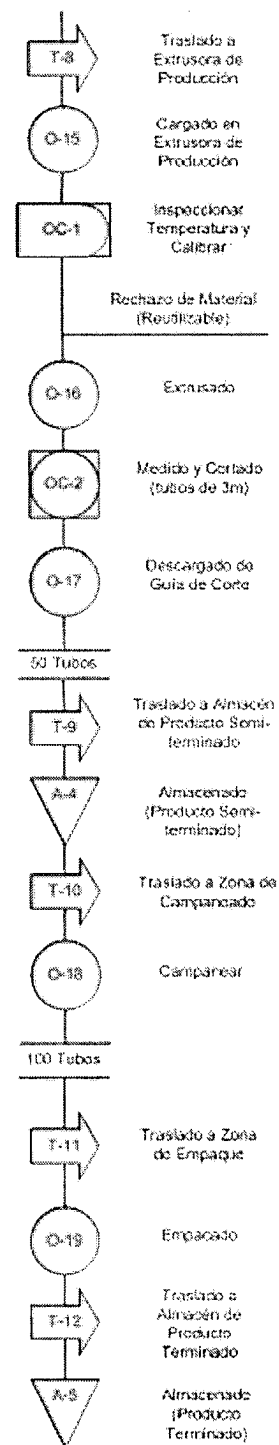 T-8
Traslado a
Extrusora de
Producción
O-15
Cargado en
Extrusora de
Producción
OC-1
Inspeccionar
Temperatura y
Calibrar
Rechazo de Material
(Reutilizable)
O-16
Extrusado
OC-2
Medido y Cortado
(tubos de 3m)
O-17
Descargado de
Guía de Corte
50 Tubos
T-9
Traslado a Almacén
de Producto Semi-
terminado
A-4
Almacenado
(Producto Semi-
terminado)
T-10
Traslado a Zona de
Campaneado
O-18
Campanear
100 Tubos
T-11
Traslado a Zona
de Empaque
O-19
Empacado
T-12
Traslado a
Almacén de
Producto
Terminado
A-5
Almacenado
(Producto
Terminado)